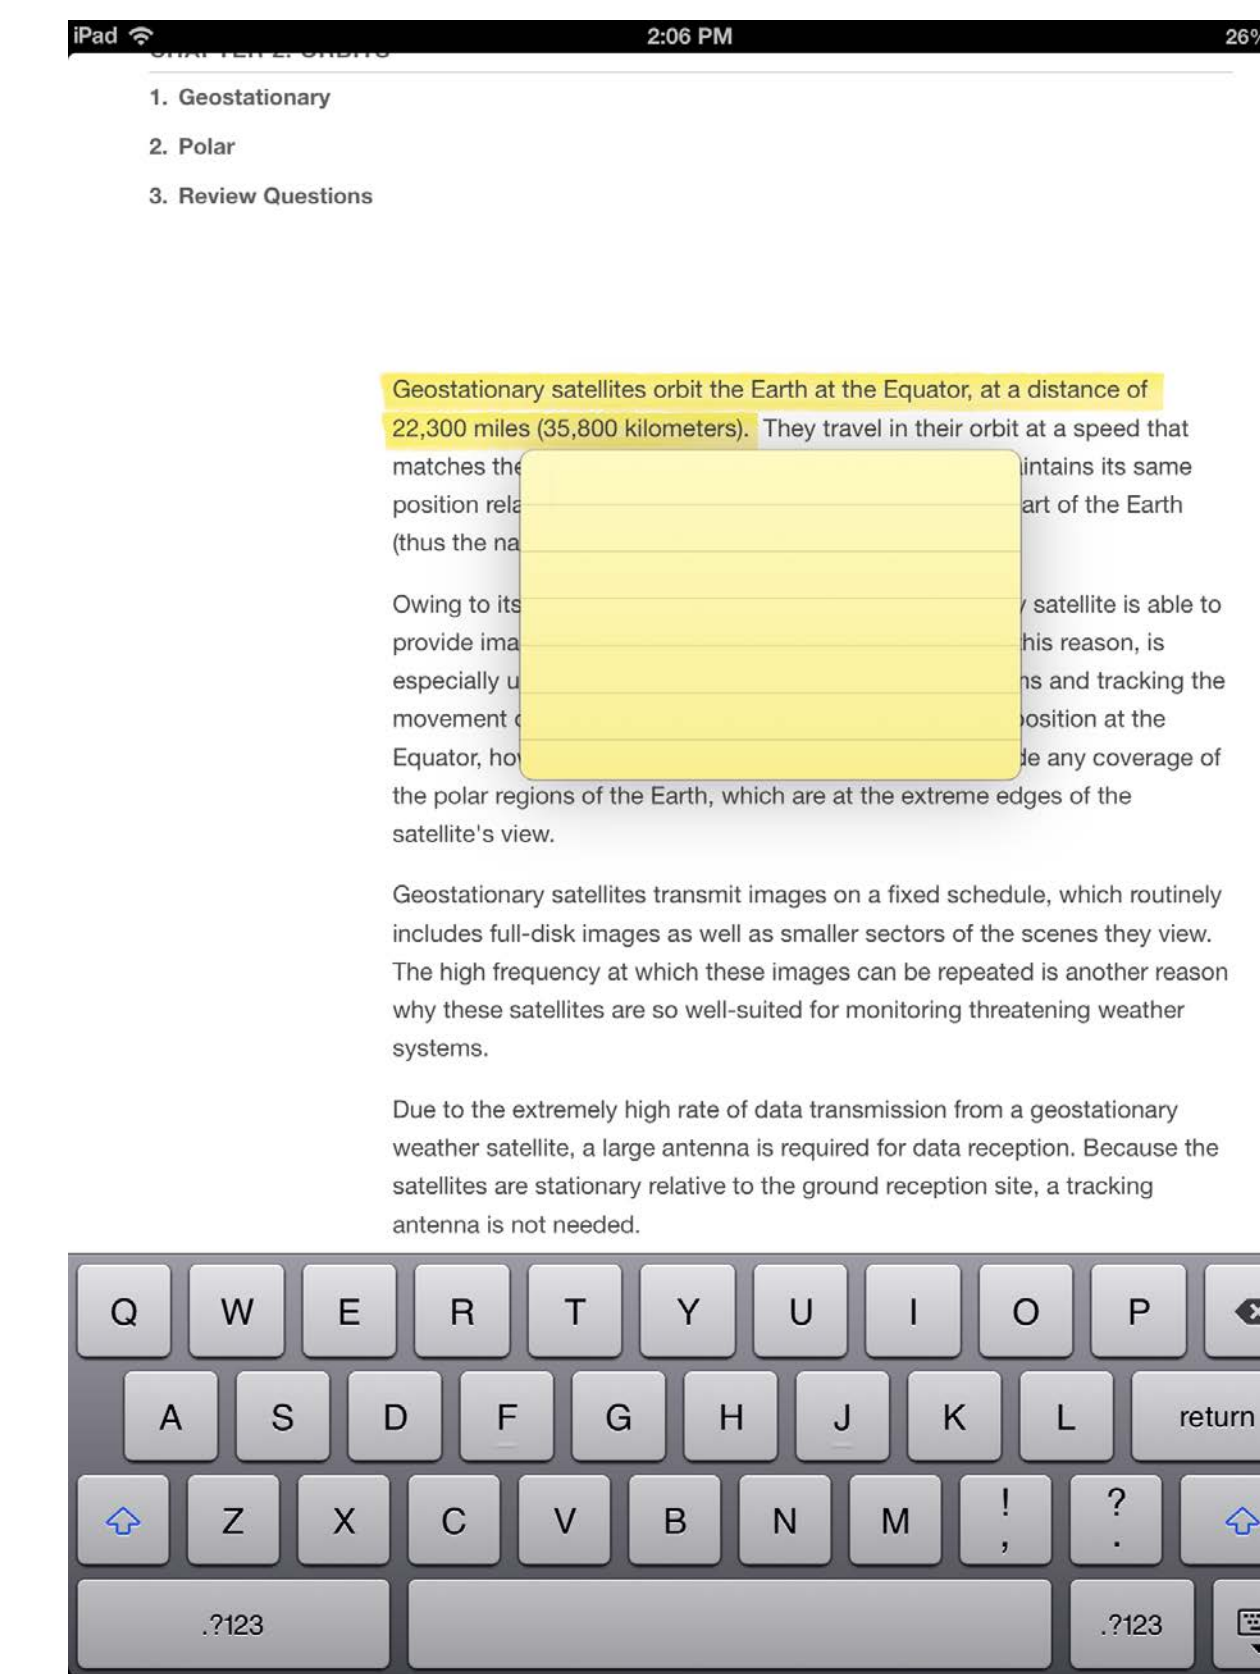 iPad 2:06 PM 26%
CHAPTER 2: ORBITS
1. Geostationary
2. Polar
3. Review Questions
Geostationary satellites orbit the Earth at the Equator, at a distance of
22,300 miles (35,800 kilometers). They travel in their orbit at a speed that
matches the intains its same
position rela art of the Earth
(thus the na
Owing to its satellite is able to
provide ima his reason, is
especially u ns and tracking the
movement osition at the
Equator, how de any coverage of
the polar regions of the Earth, which are at the extreme edges of the
satellite's view.
Geostationary satellites transmit images on a fixed schedule, which routinely
includes full-disk images as well as smaller sectors of the scenes they view.
The high frequency at which these images can be repeated is another reason
why these satellites are so well-suited for monitoring threatening weather
systems.
Due to the extremely high rate of data transmission from a geostationary
weather satellite, a large antenna is required for data reception. Because the
satellites are stationary relative to the ground reception site, a tracking
antenna is not needed.
Q W E R T Y U I O P
A S D F G H J K L return
Z X C V B N M ! , ? .
.?123 .?123